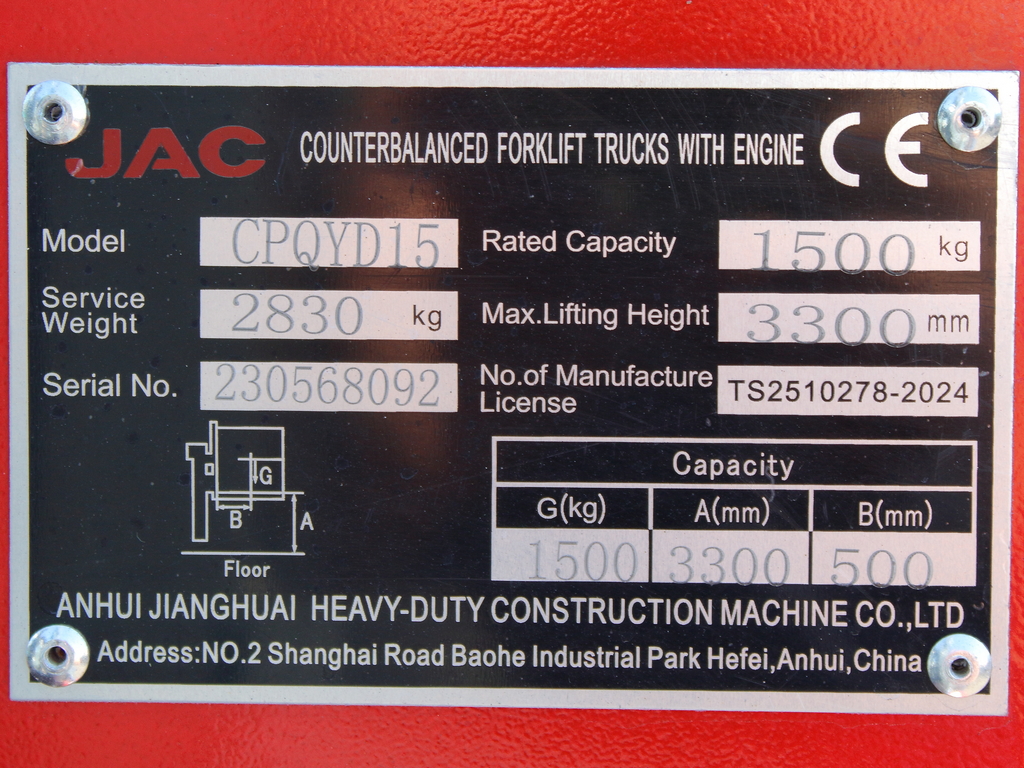 JAC COUNTERBALANCED FORKLIFT TRUCKS WITH ENGINE CE
Model CPQYD15 Rated Capacity 1500 kg
Service Weight 2830 kg Max.Lifting Height 3300 mm
Serial No. 230568092 No.of Manufacture License TS2510278-2024
G
B A
Floor
Capacity
G(kg) A(mm) B(mm)
1500 3300 500
ANHUI JIANGHUAI HEAVY-DUTY CONSTRUCTION MACHINE CO.,LTD
Address:NO.2 Shanghai Road Baohe Industrial Park Hefei,Anhui,China